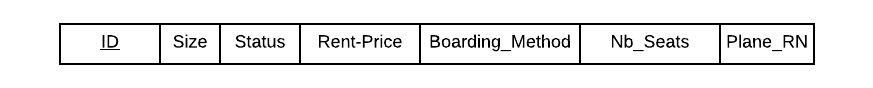 ID Size Status Rent-Price Boarding_Method Nb_Seats Plane_RN